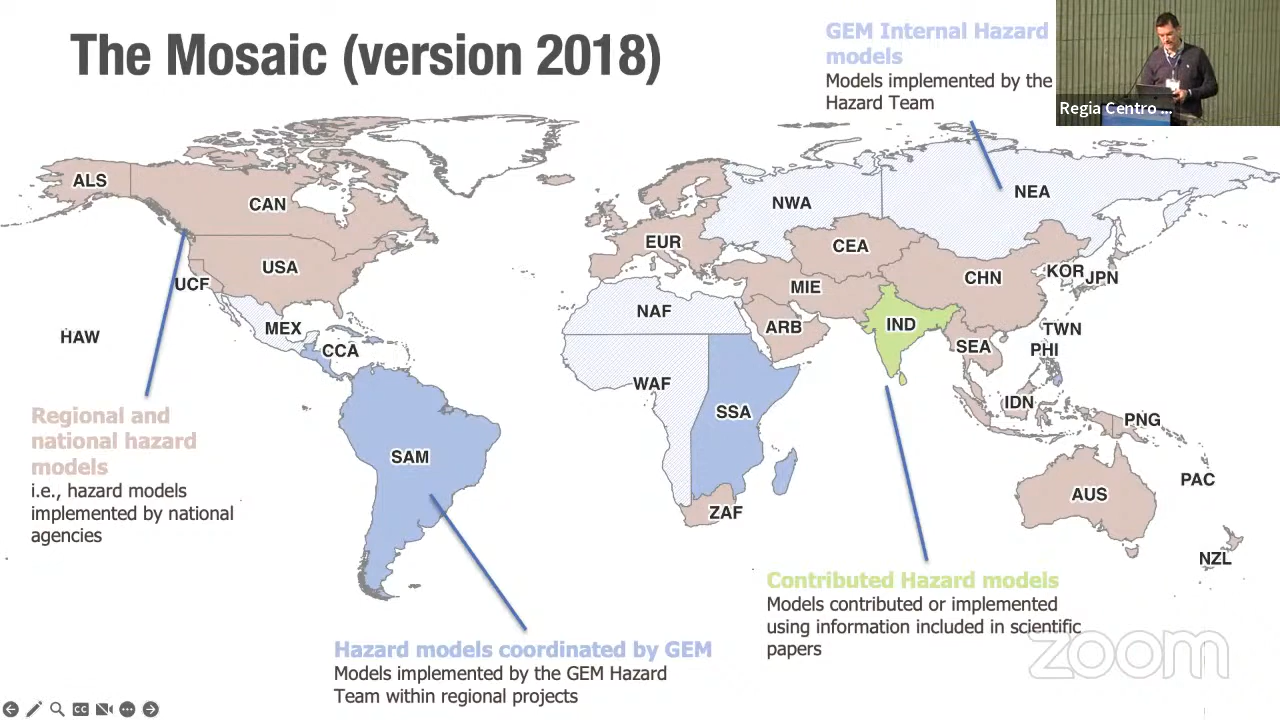 The Mosaic (version 2018)
GEM Internal Hazard
models
Models implemented by the
Hazard Team
Regia Centro ...
ALS
CAN
NWA
NEA
EUR
CEA
USA
UCF
MIE
CHN
KOR
JPN
NAF
ARB
IND
MEX
HAW
CCA
SEA
TWN
PHI
WAF
SSA
IDN
PNG
Regional and
national hazard
models
i.e., hazard models
implemented by national
agencies
SAM
ZAF
AUS
PAC
NZL
Contributed Hazard models
Models contributed or implemented
using information included in scientific
papers
Hazard models coordinated by GEM
Models implemented by the GEM Hazard
Team within regional projects
zoom
CC